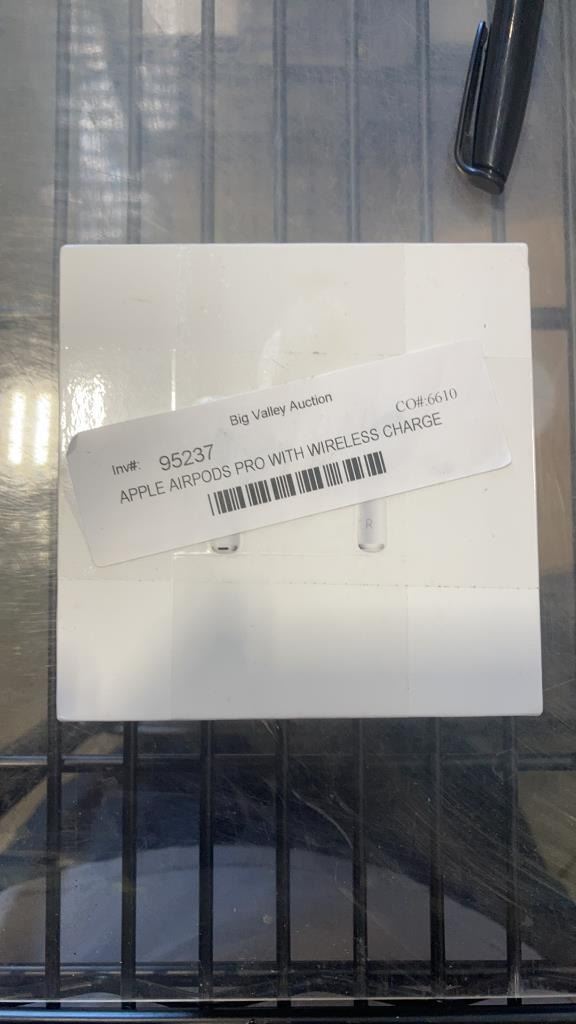 Big Valley Auction
Inv#: 95237 CO#:6610
APPLE AIRPODS PRO WITH WIRELESS CHARGE
R